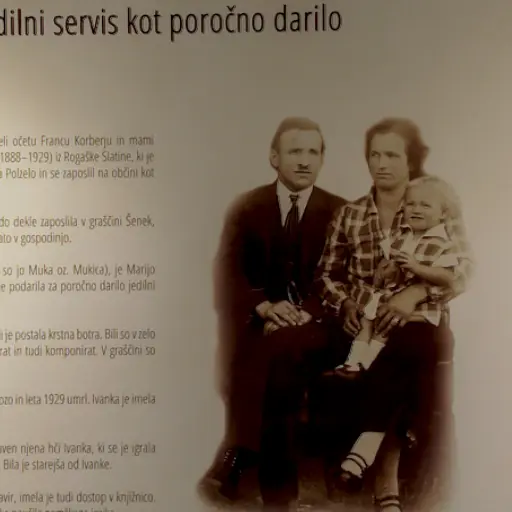 dilni servis kot poročno darilo
eli očetu Francu Korberju in mami
(1888–1929) iz Rogaške Slatine, ki je
a Polzelo in se zaposlil na občini kot
do dekle zaposlila v graščini Šenek,
ato v gospodinjo.
so jo Muka oz. Mukica), je Marijo
e podarila za poročno darilo jedilni
i je postala krstna botra. Bili so v zelo
rat in tudi komponirat. V graščini so
ozo in leta 1929 umrl. Ivanka je imela
aven njena hči Ivanka, ki se je igrala
Bila je starejša od Ivanke.
avir, imela je tudi dostop v knjižnico.